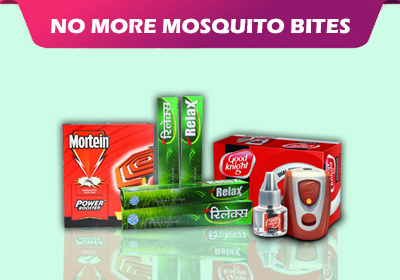 NO MORE MOSQUITO BITES
Mortein
POWER
BOOSTER
रिलेक्स
Relax
Relax
रिलेक्स
Good
knight